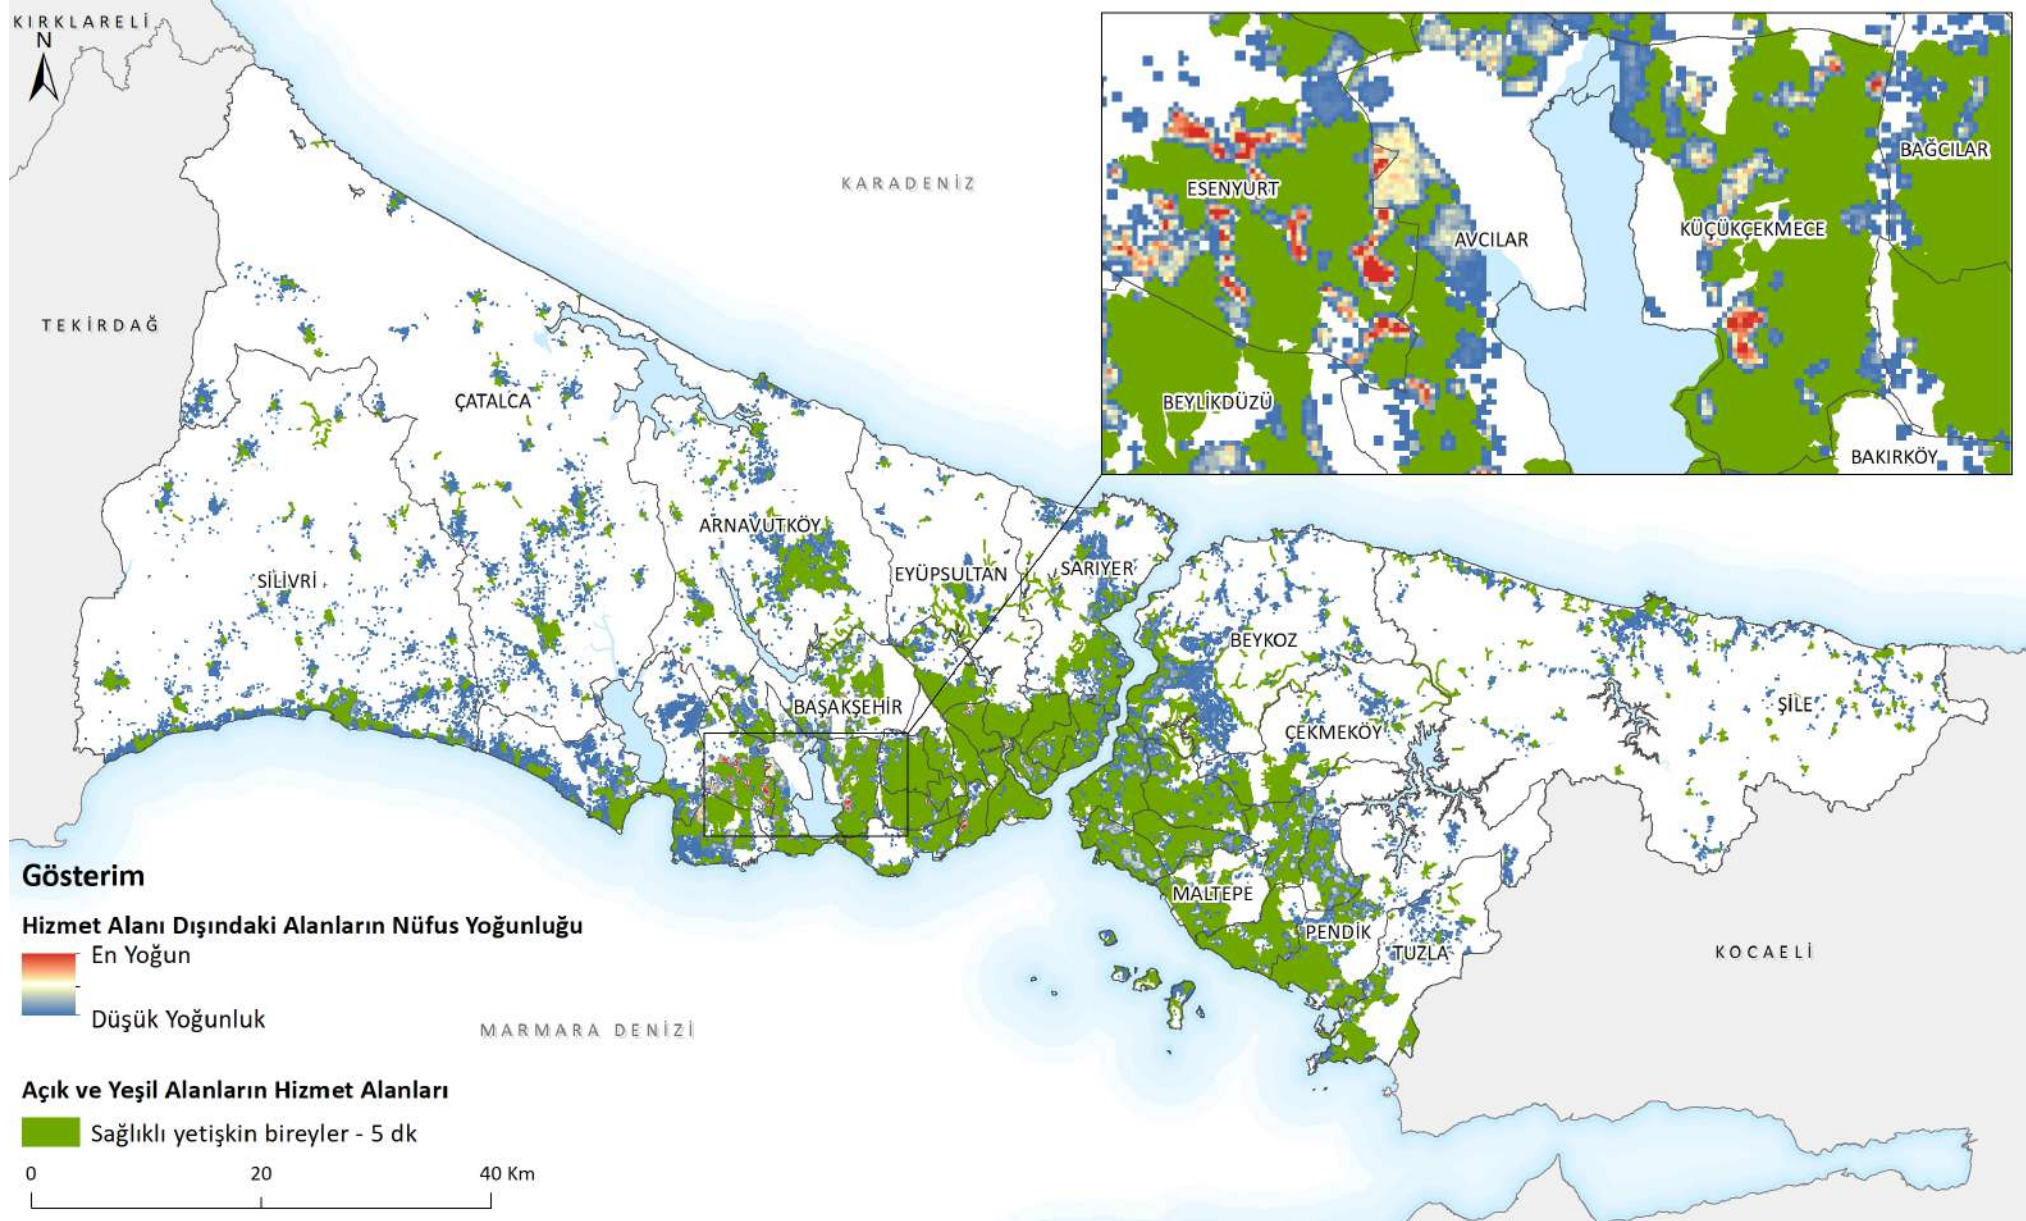 KIRKLARELİ
N
KARADENİZ
TEKİRDAĞ
ÇATALCA
SİLİVRİ
ARNAVUTKÖY
EYÜPSULTAN
SARIYER
BEYKOZ
BAŞAKŞEHİR
ÇEKMEKÖY
ŞİLE
MALTEPE
PENDİK
TUZLA
KOCAELİ
MARMARA DENİZİ
ESENYURT
AVCILAR
KÜÇÜKÇEKMECE
BAĞCILAR
BEYLİKDÜZÜ
BAKIRKÖY
Gösterim
Hizmet Alanı Dışındaki Alanların Nüfus Yoğunluğu
En Yoğun
Düşük Yoğunluk
Açık ve Yeşil Alanların Hizmet Alanları
Sağlıklı yetişkin bireyler - 5 dk
0 20 40 Km